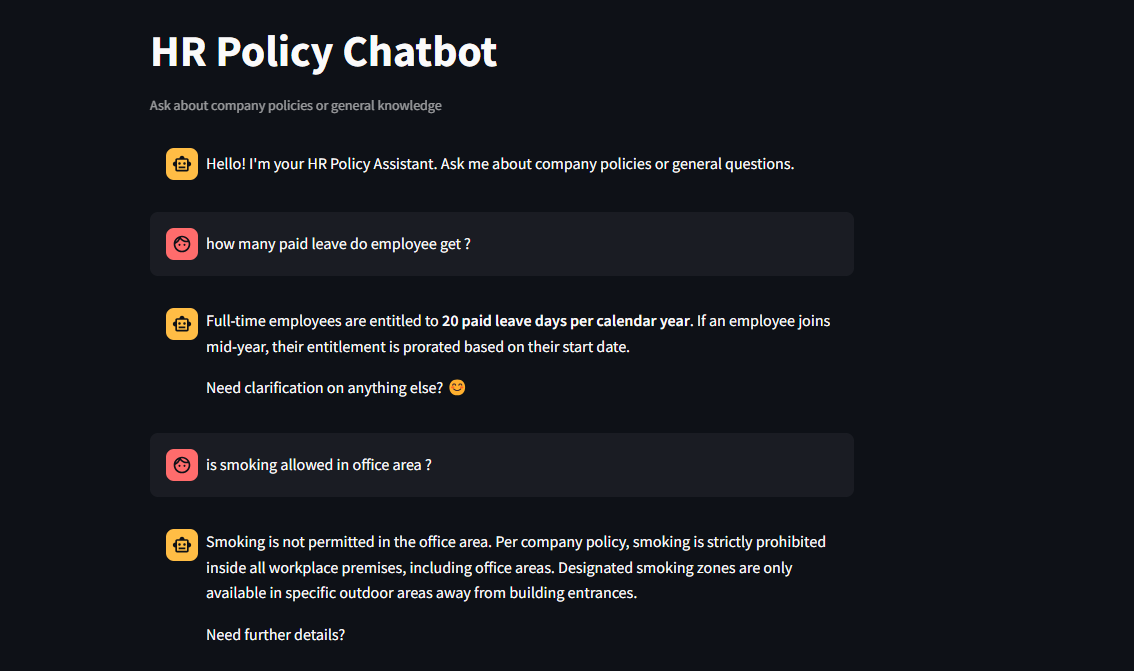 HR Policy Chatbot
Ask about company policies or general knowledge
Hello! I'm your HR Policy Assistant. Ask me about company policies or general questions.
how many paid leave do employee get ?
Full-time employees are entitled to 20 paid leave days per calendar year. If an employee joins
mid-year, their entitlement is prorated based on their start date.
Need clarification on anything else? 😊
is smoking allowed in office area ?
Smoking is not permitted in the office area. Per company policy, smoking is strictly prohibited
inside all workplace premises, including office areas. Designated smoking zones are only
available in specific outdoor areas away from building entrances.
Need further details?